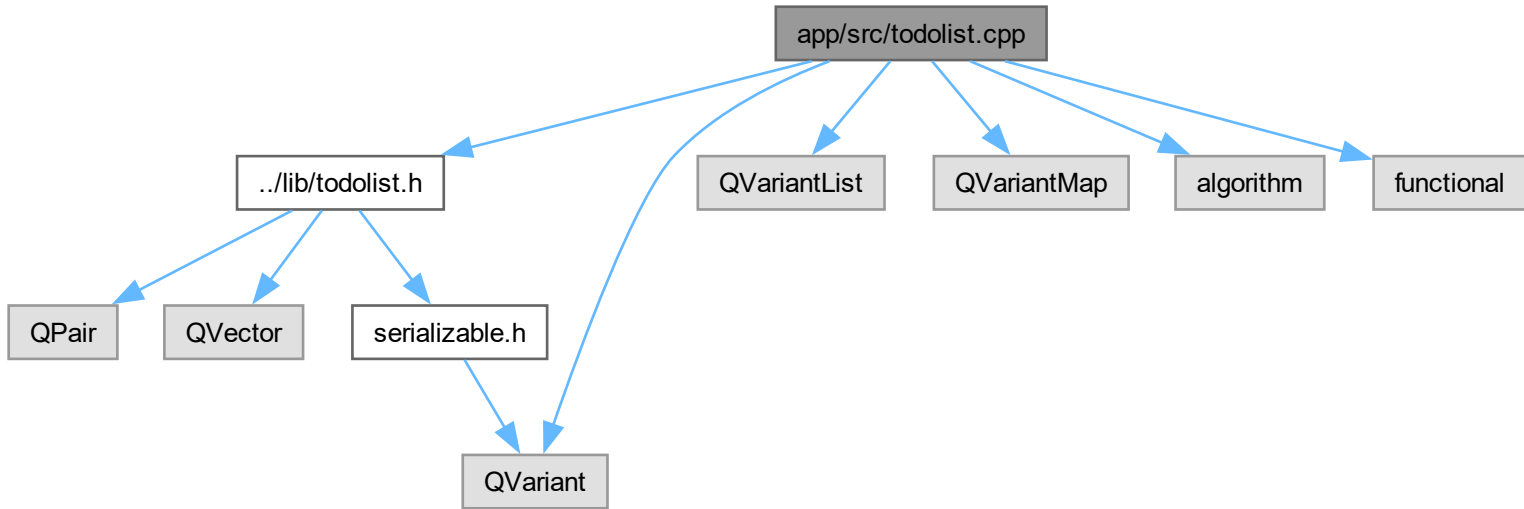 app/src/todolist.cpp
../lib/todolist.h
QVariantList
QVariantMap
algorithm
functional
QPair
QVector
serializable.h
QVariant